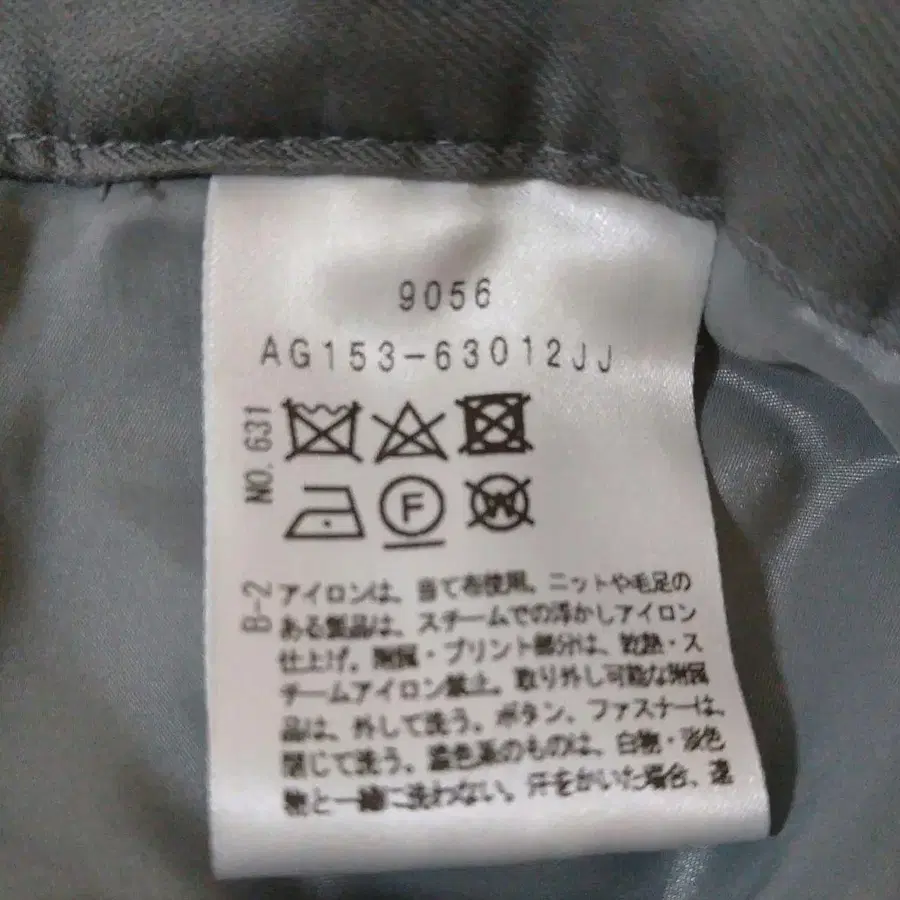 9056
AG153-63012JJ
NO.631
F
W
B-2
アイロンは、当て布使用。ニットや毛足の
ある製品は、スチームでの浮かしアイロン
仕上げ。附属・プリント部分は、乾熱・ス
チームアイロン禁止。取り外し可能な附属
品は、外して洗う。ボタン、ファスナーは、
閉じて洗う。濃色系のものは、白物・淡色
物と一緒に洗わない。汗をかいた場合、速